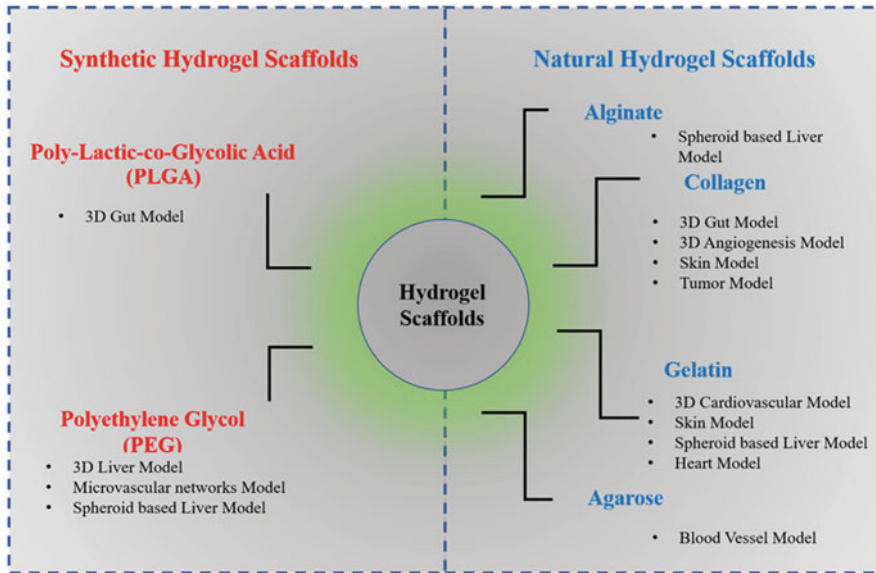 Synthetic Hydrogel Scaffolds
Poly-Lactic-co-Glycolic Acid
(PLGA)
• 3D Gut Model
Polyethylene Glycol
(PEG)
• 3D Liver Model
• Microvascular networks Model
• Spheroid based Liver Model
Hydrogel
Scaffolds
Natural Hydrogel Scaffolds
Alginate
• Spheroid based Liver
Model
Collagen
• 3D Gut Model
• 3D Angiogenesis Model
• Skin Model
• Tumor Model
Gelatin
• 3D Cardiovascular Model
• Skin Model
• Spheroid based Liver Model
• Heart Model
Agarose
• Blood Vessel Model